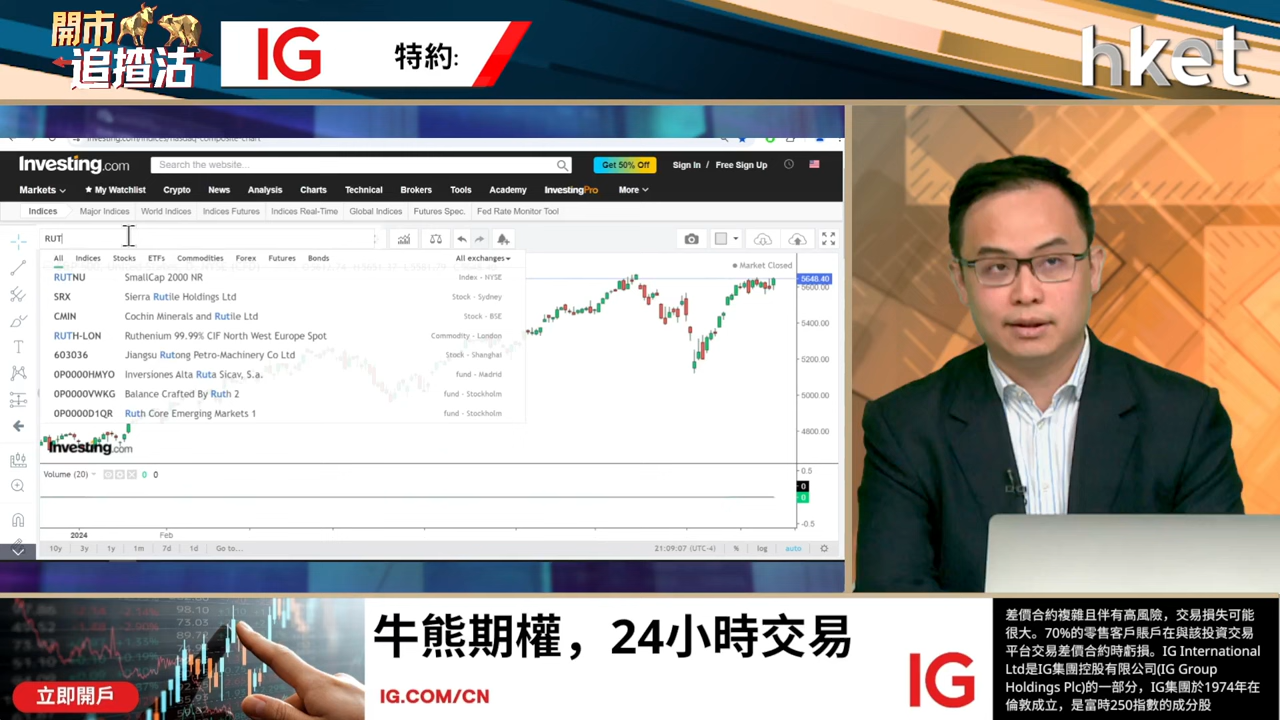 開市
追揸沽
IG
特約:
hket
investing.com/indices/nasdaq-composite-chart
Investing.com
Search the website...
Get 50% Off
Sign In / Free Sign Up
Markets
My Watchlist
Crypto
News
Analysis
Charts
Technical
Brokers
Tools
Academy
InvestingPro
More
Indices
Major Indices
World Indices
Indices Futures
Indices Real-Time
Global Indices
Futures Spec.
Fed Rate Monitor Tool
RUT
All Indices Stocks ETFs Commodities Forex Futures Bonds All exchanges
RUTNU SmallCap 2000 NR Index - NYSE
SRX Sierra Rutile Holdings Ltd Stock - Sydney
CMIN Cochin Minerals and Rutile Ltd Stock - BSE
RUTH-LON Ruthenium 99.99% CIF North West Europe Spot Commodity - London
603036 Jiangsu Rutong Petro-Machinery Co Ltd Stock - Shanghai
0P0000HMYO Inversiones Alta Ruta Sicav, S.a. fund - Madrid
0P0000VWKG Balance Crafted By Ruth 2 fund - Stockholm
0P0000D1QR Ruth Core Emerging Markets 1 fund - Stockholm
Market Closed
5648.40
5600.00
5400.00
5200.00
5000.00
4800.00
Investing.com
Volume (20) 0 0
0.5
0
0
-0.5
2024 Feb
10y 3y 1y 1m 7d 1d Go to...
21:09:07 (UTC-4) % log auto
98.10
73.03
立即開戶
牛熊期權，24小時交易
IG.COM/CN
IG
差價合約複雜且伴有高風險，交易損失可能
很大。70%的零售客戶賬戶在與該投資交易
平台交易差價合約時虧損。IG International
Ltd是IG集團控股有限公司(IG Group
Holdings Plc)的一部分，IG集團於1974年在
倫敦成立，是富時250指數的成分股